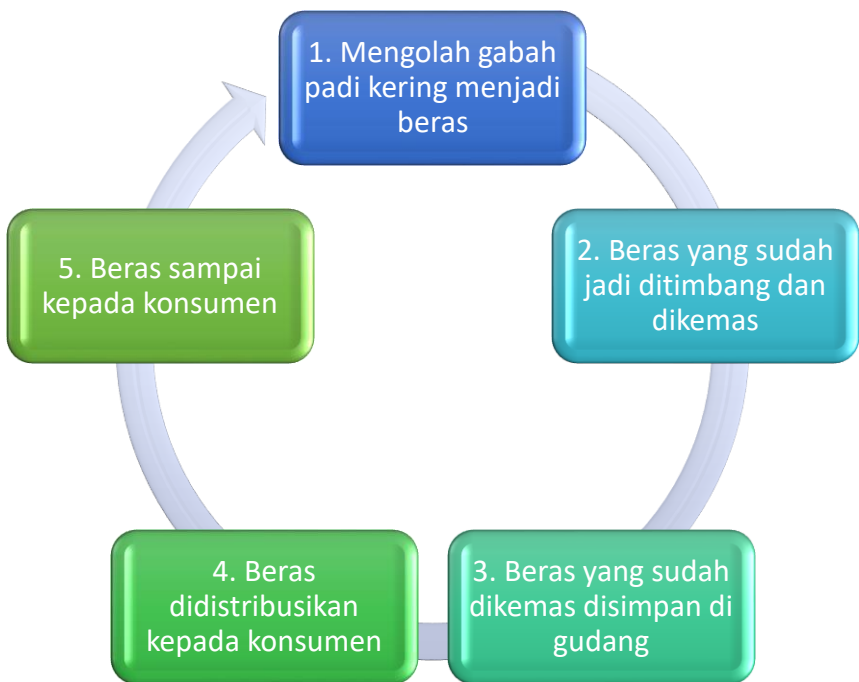 1. Mengolah gabah
padi kering menjadi
beras
2. Beras yang sudah
jadi ditimbang dan
dikemas
3. Beras yang sudah
dikemas disimpan di
gudang
4. Beras
didistribusikan
kepada konsumen
5. Beras sampai
kepada konsumen